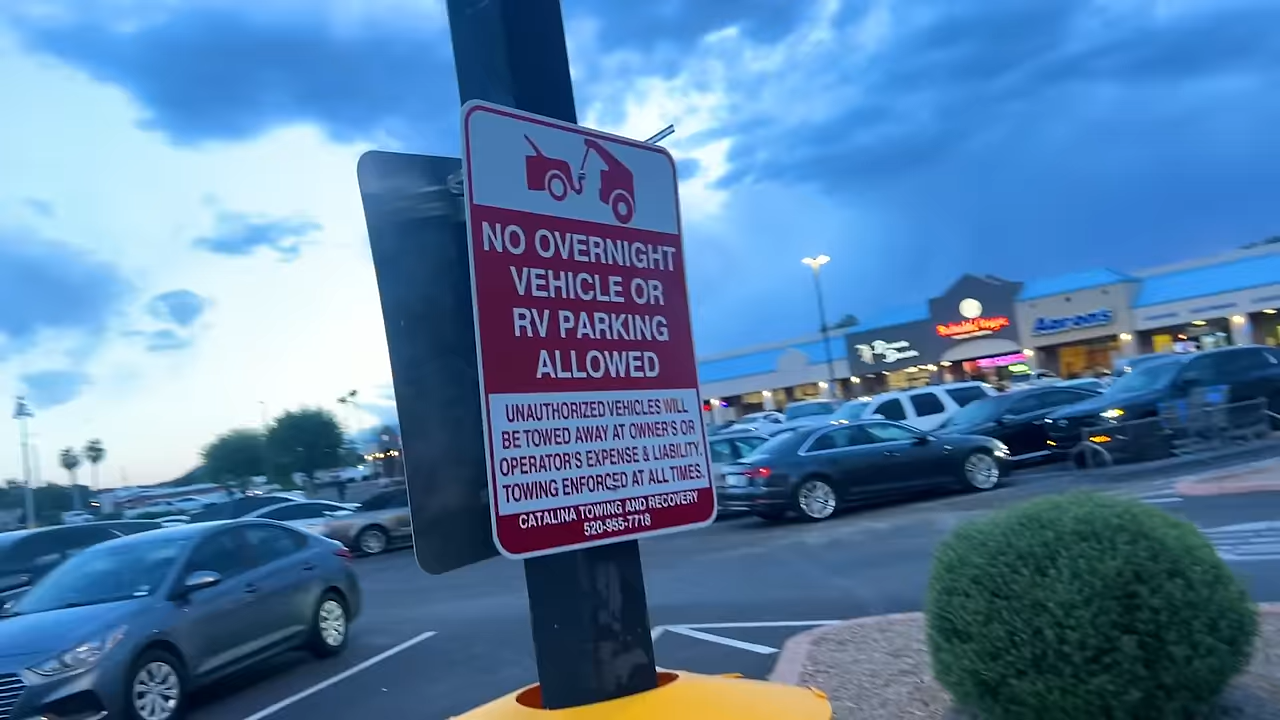 NO OVERNIGHT
VEHICLE OR
RV PARKING
ALLOWED
UNAUTHORIZED VEHICLES WILL
BE TOWED AWAY AT OWNER'S OR
OPERATOR'S EXPENSE & LIABILITY.
TOWING ENFORCED AT ALL TIMES.
CATALINA TOWING AND RECOVERY
520-955-7718
Aaron's